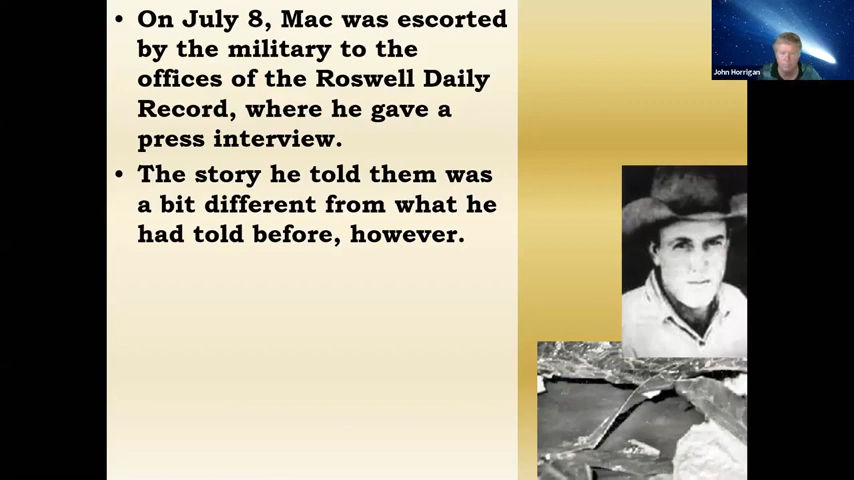 • On July 8, Mac was escorted
by the military to the
offices of the Roswell Daily
Record, where he gave a
press interview.
• The story he told them was
a bit different from what he
had told before, however.
John Horrigan